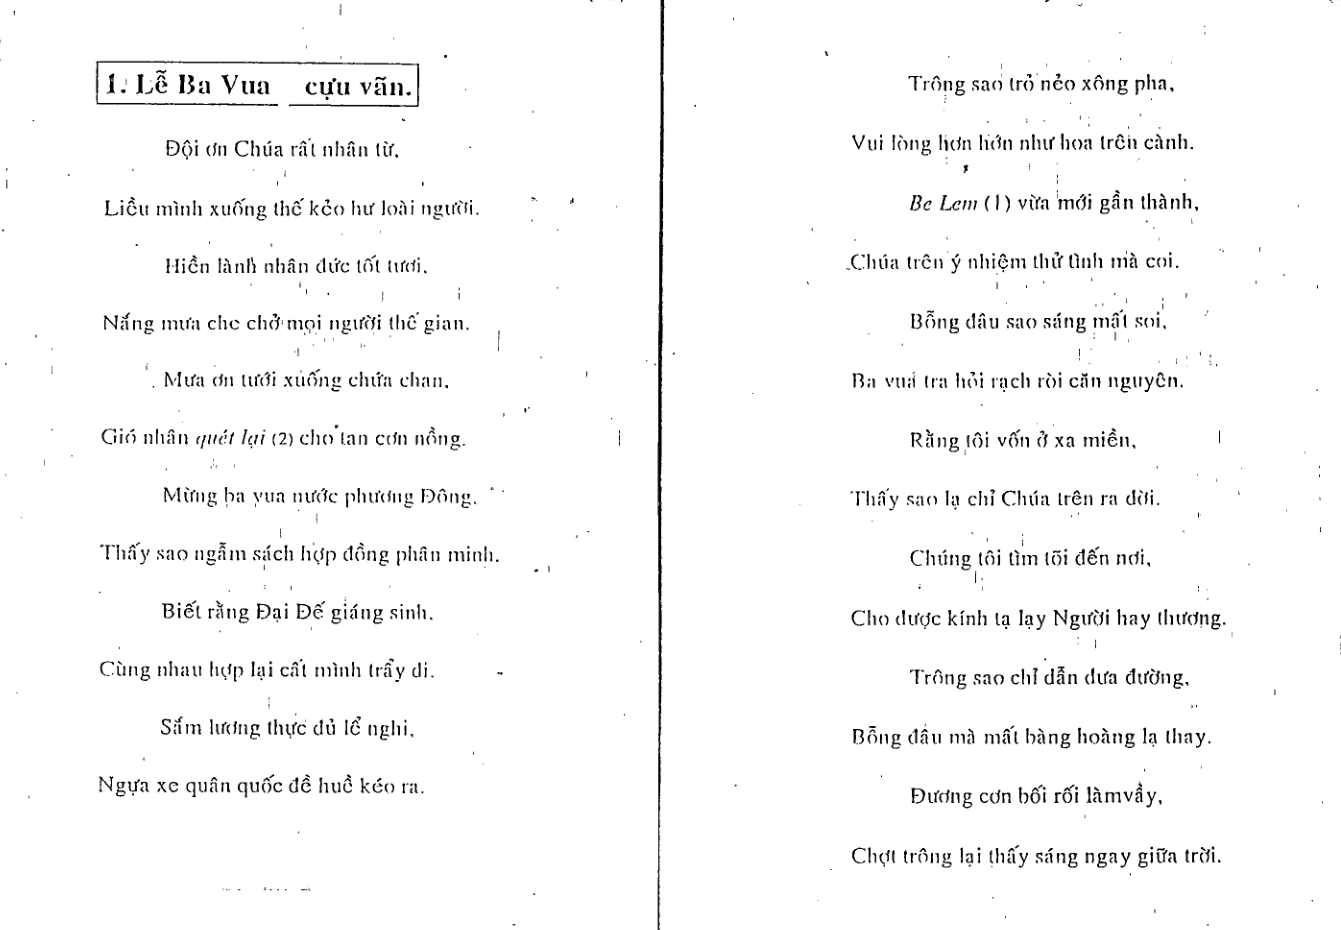 1. Lễ Ba Vua cựu vãn.
Đội ơn Chúa rất nhân từ,
Liều mình xuống thế kẻo hư loài người.
Hiền lành nhân đức tốt tươi,
Nắng mưa che chở mọi người thế gian.
Mưa ơn tưới xuống chứa chan,
Gió nhân quét lại (2) cho tan cơn nồng.
Mừng ba vua nước phương Đông,
Thấy sao ngẫm sách hợp đồng phân minh.
Biết rằng Đại Đế giáng sinh,
Cùng nhau hợp lại cất mình trẩy đi.
Sắm lương thực đủ lể nghi,
Ngựa xe quân quốc đề huề kéo ra.
Trông sao trỏ nẻo xông pha,
Vui lòng hơn hớn như hoa trên cành.
Be Lem (1) vừa mới gần thành,
Chúa trên ý nhiệm thử tình mà coi.
Bỗng đâu sao sáng mất soi,
Ba vua tra hỏi rạch ròi căn nguyên.
Rằng tôi vốn ở xa miền,
Thấy sao lạ chỉ Chúa trên ra đời.
Chúng tôi tìm tõi đến nơi,
Cho được kính tạ lạy Người hay thương.
Trông sao chỉ dẫn đưa đường,
Bỗng đâu mà mất bàng hoàng lạ thay.
Đương cơn bối rối làmvầy,
Chợt trông lại thấy sáng ngay giữa trời.